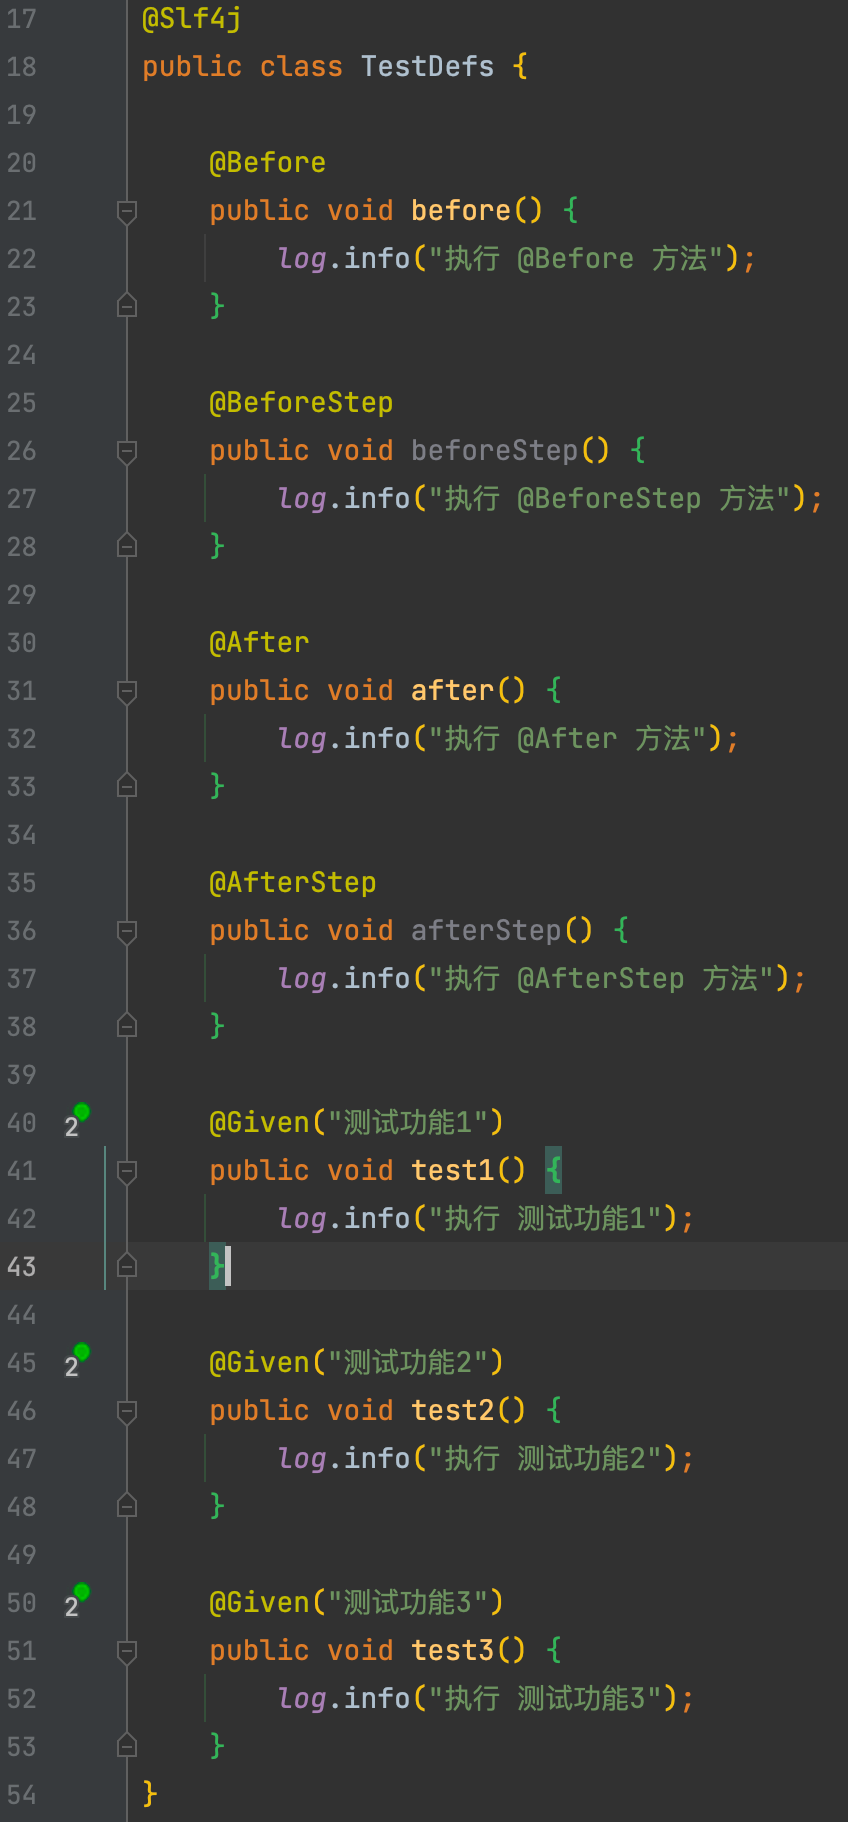 17 @Slf4j
18 public class TestDefs {
19
20     @Before
21     public void before() {
22         log.info("执行 @Before 方法");
23     }
24
25     @BeforeStep
26     public void beforeStep() {
27         log.info("执行 @BeforeStep 方法");
28     }
29
30     @After
31     public void after() {
32         log.info("执行 @After 方法");
33     }
34
35     @AfterStep
36     public void afterStep() {
37         log.info("执行 @AfterStep 方法");
38     }
39
40 2     @Given("测试功能1")
41     public void test1() {
42         log.info("执行 测试功能1");
43     }
44
45 2     @Given("测试功能2")
46     public void test2() {
47         log.info("执行 测试功能2");
48     }
49
50 2     @Given("测试功能3")
51     public void test3() {
52         log.info("执行 测试功能3");
53     }
54 }